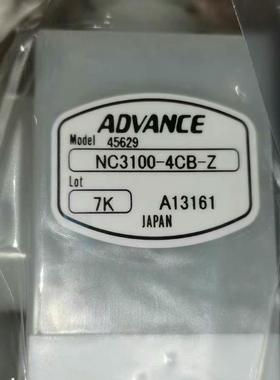 ADVANCE
Model 45629
NC3100-4CB-Z
Lot
7K A13161
JAPAN